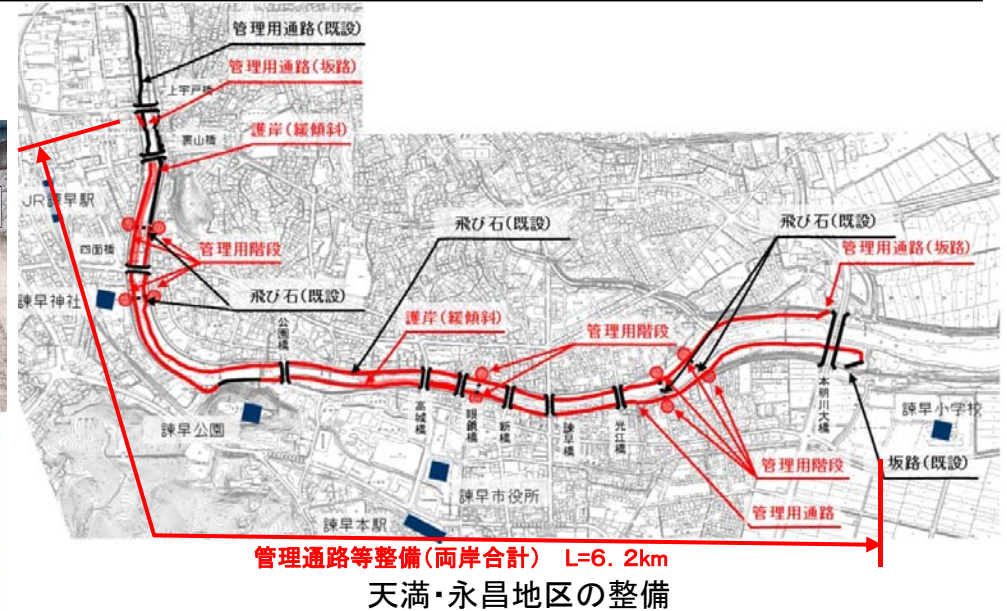 管理用通路(既設)
管理用通路(坂路)
上宇戸橋
護岸(緩傾斜)
裏山橋
JR諫早駅
飛び石(既設)
飛び石(既設)
四面橋
管理用階段
管理用通路(坂路)
諫早神社
飛び石(既設)
公園橋
護岸(緩傾斜)
管理用階段
本明川大橋
高城橋
眼鏡橋
新橋
諫早橋
光江橋
諫早小学校
諫早公園
管理用階段
坂路(既設)
諫早市役所
管理用通路
諫早本駅
管理通路等整備(両岸合計) L=6.2km
天満・永昌地区の整備